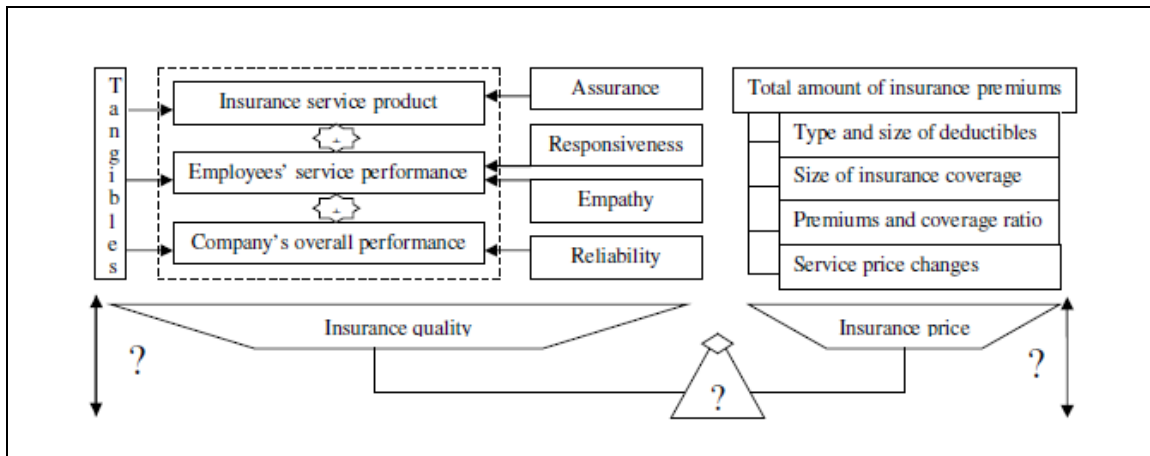 Tangibles
Insurance service product
+
Employees' service performance
+
Company's overall performance
Assurance
Responsiveness
Empathy
Reliability
Total amount of insurance premiums
Type and size of deductibles
Size of insurance coverage
Premiums and coverage ratio
Service price changes
Insurance quality
Insurance price
?
?
?